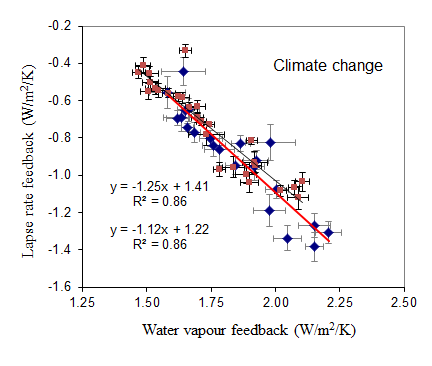 -0.2
-0.4
-0.6
-0.8
-1.0
-1.2
-1.4
-1.6
Lapse rate feedback (W/m²/K)
Climate change
y = -1.25x + 1.41
R² = 0.86
y = -1.12x + 1.22
R² = 0.86
1.25 1.50 1.75 2.00 2.25 2.50
Water vapour feedback (W/m²/K)